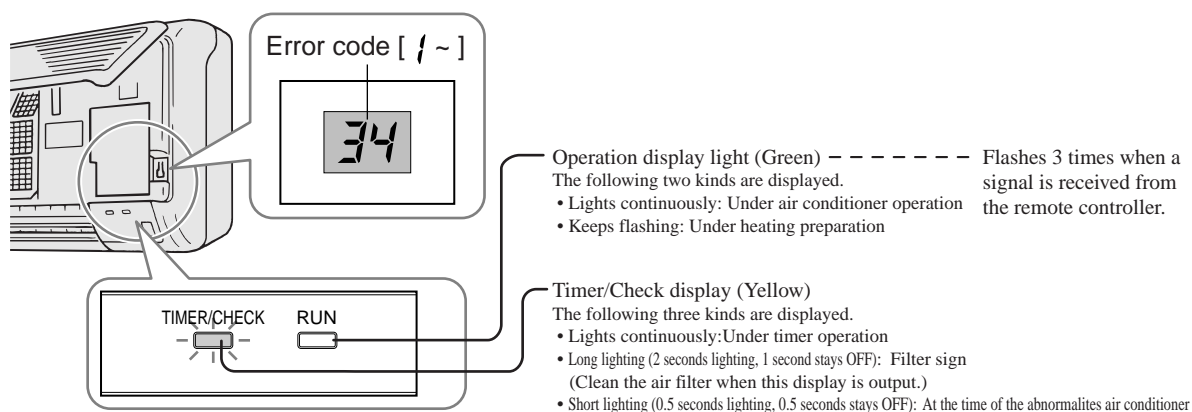 Error code [ 1 ~ ]
34
Operation display light (Green) – – – – – – – Flashes 3 times when a
The following two kinds are displayed.
signal is received from
• Lights continuously: Under air conditioner operation
the remote controller.
• Keeps flashing: Under heating preparation
Timer/Check display (Yellow)
The following three kinds are displayed.
TIMER/CHECK RUN
• Lights continuously:Under timer operation
• Long lighting (2 seconds lighting, 1 second stays OFF): Filter sign
(Clean the air filter when this display is output.)
• Short lighting (0.5 seconds lighting, 0.5 seconds stays OFF): At the time of the abnormalites air conditioner